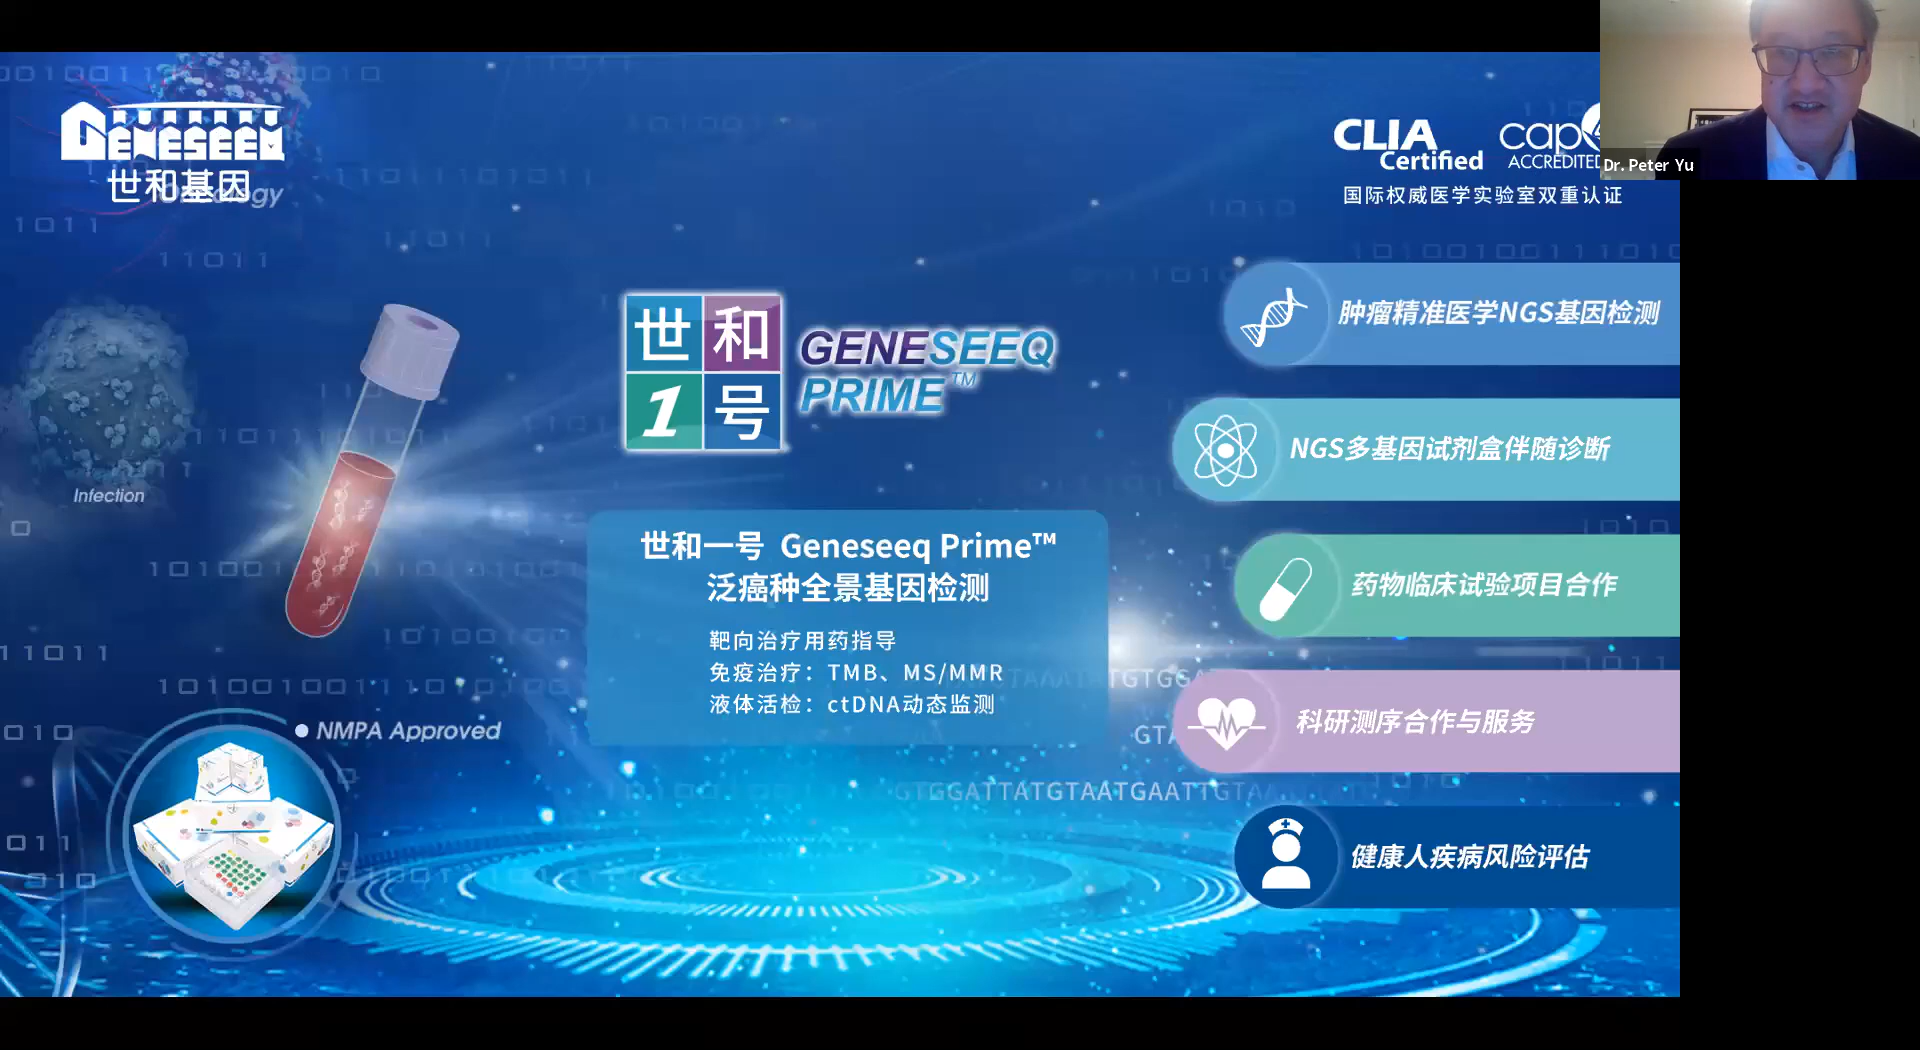 GENESEEQ
世和基因
Oncology
CLIA
Certified
cap
ACCREDITED
国际权威医学实验室双重认证
Dr. Peter Yu
世和
1号
GENESEEQ
PRIME™
肿瘤精准医学NGS基因检测
NGS多基因试剂盒伴随诊断
药物临床试验项目合作
科研测序合作与服务
健康人疾病风险评估
Infection
世和一号 Geneseeq Prime™
泛癌种全景基因检测
靶向治疗用药指导
免疫治疗：TMB、MS/MMR
液体活检：ctDNA动态监测
NMPA Approved
GTGGATTATGTAATGAATTGTAA